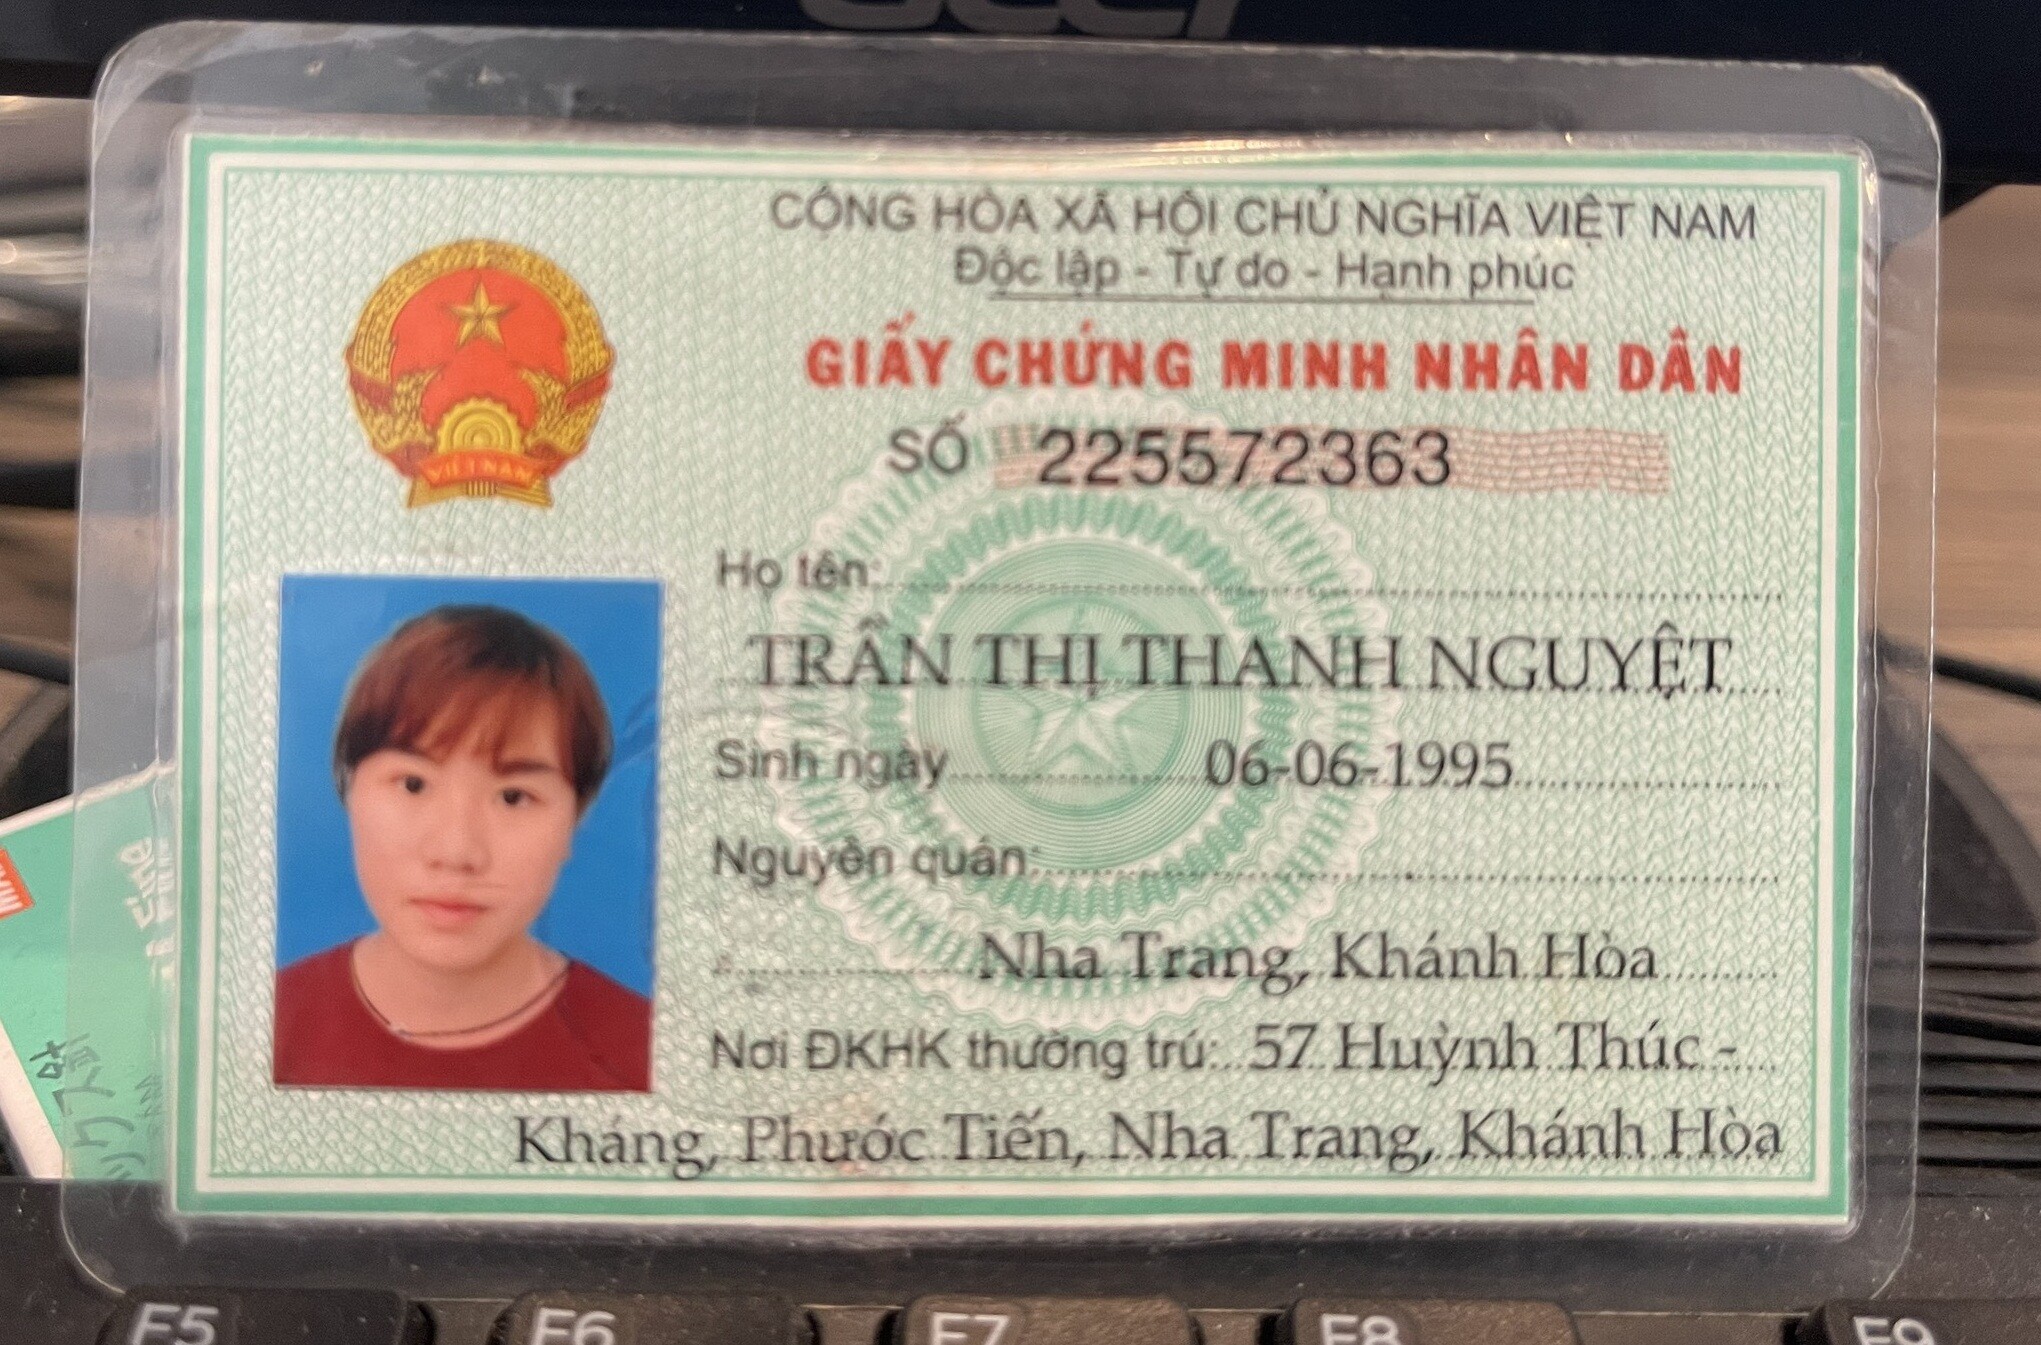 acer
CỘNG HÒA XÃ HỘI CHỦ NGHĨA VIỆT NAM
Độc lập - Tự do - Hạnh phúc
GIẤY CHỨNG MINH NHÂN DÂN
SỐ 225572363
VIỆT NAM
Họ tên:
TRẦN THỊ THANH NGUYỆT
Sinh ngày 06-06-1995
Nguyên quán:
Nha Trang, Khánh Hòa
Nơi ĐKHK thường trú: 57 Huỳnh Thúc -
Kháng, Phước Tiến, Nha Trang, Khánh Hòa
F5 F6 F7 F8 F9